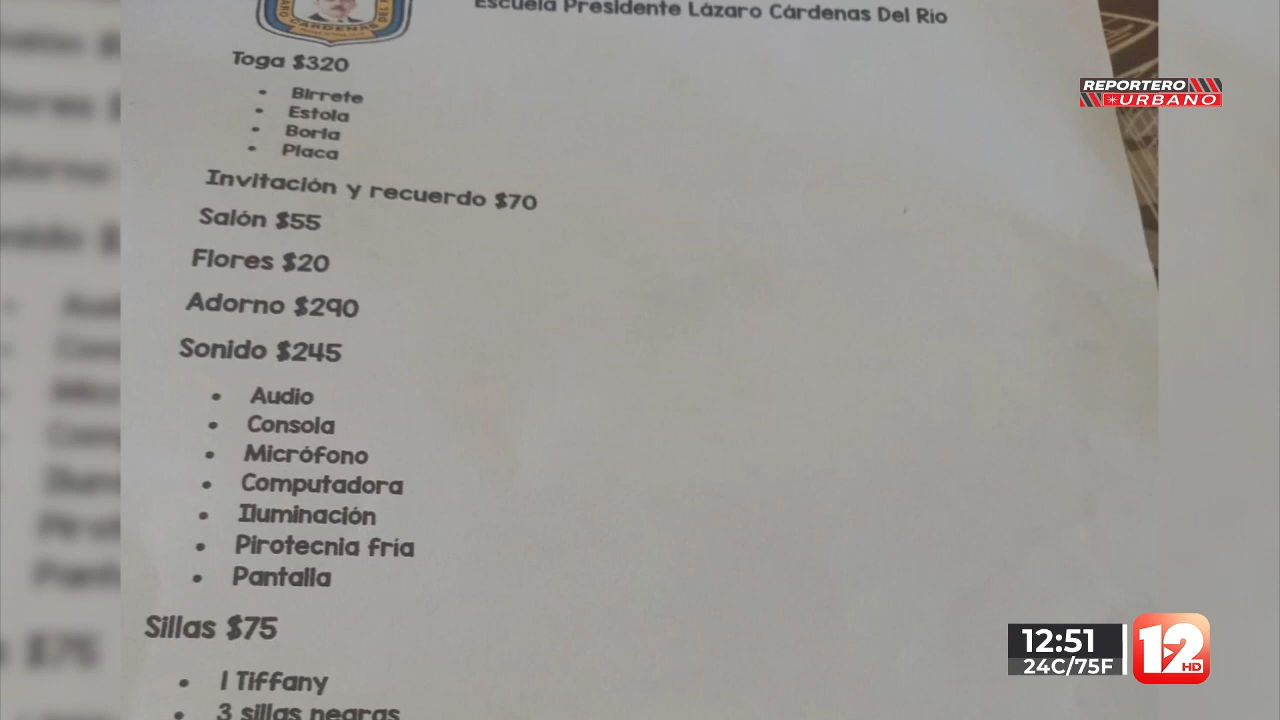 Escuela Presidente Lázaro Cárdenas Del Rio
CÁRDENAS
Toga $320
• Birrete
• Estola
• Borla
• Placa
Invitación y recuerdo $70
Salón $55
Flores $20
Adorno $290
Sonido $245
• Audio
• Consola
• Micrófono
• Computadora
• Iluminación
• Pirotecnia fría
• Pantalla
Sillas $75
• 1 Tiffany
• 3 sillas negras
REPORTERO
URBANO
12:51
24C/75F
12
HD